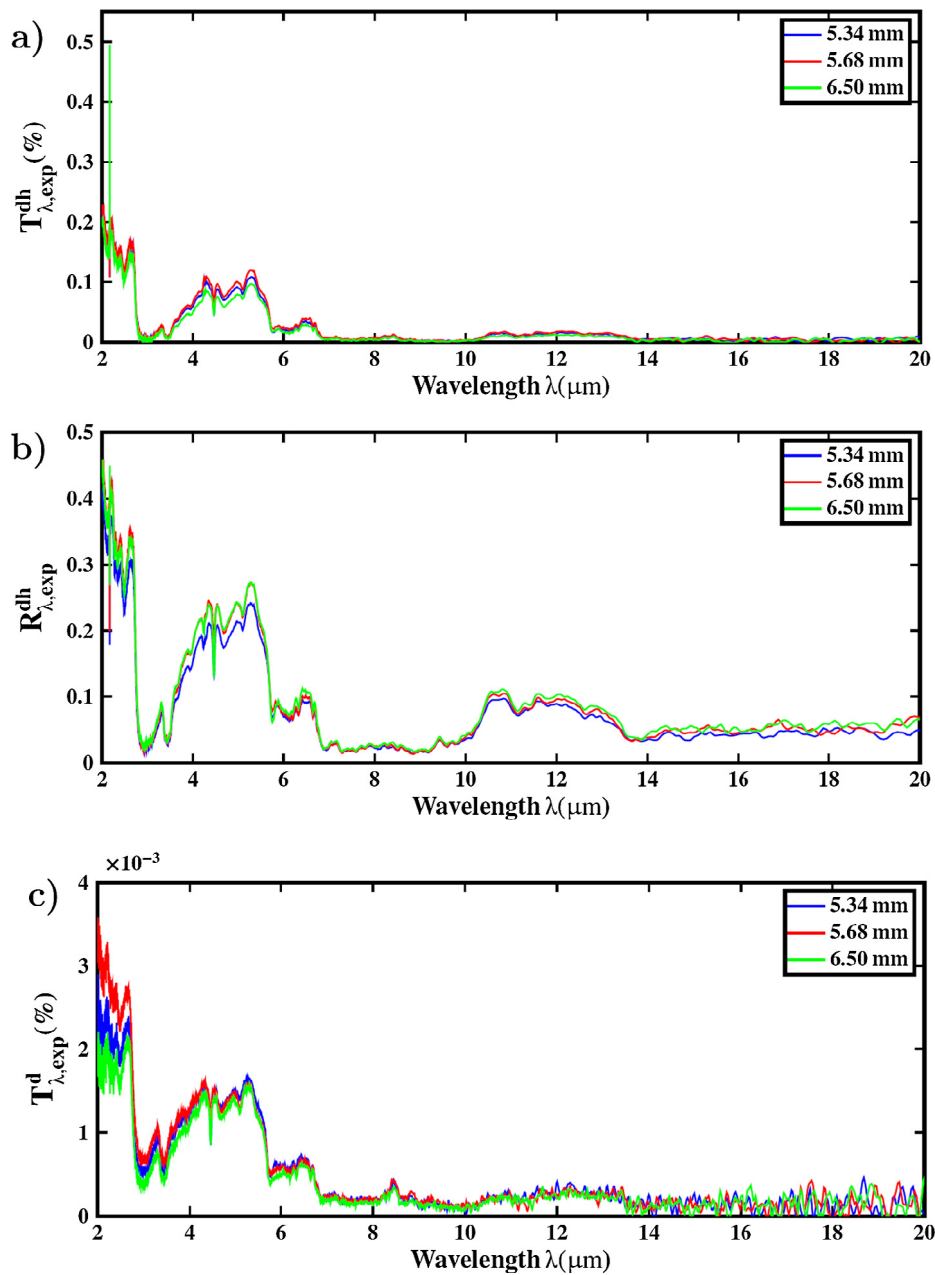 a)
0.5
0.4
0.3
0.2
0.1
0
T^dh_λ,exp(%)
5.34 mm
5.68 mm
6.50 mm
2 4 6 8 10 12 14 16 18 20
Wavelength λ(μm)
b)
0.5
0.4
0.3
0.2
0.1
0
R^dh_λ,exp
5.34 mm
5.68 mm
6.50 mm
2 4 6 8 10 12 14 16 18 20
Wavelength λ(μm)
c)
×10⁻³
4
3
2
1
0
T^d_λ,exp(%)
5.34 mm
5.68 mm
6.50 mm
2 4 6 8 10 12 14 16 18 20
Wavelength λ(μm)